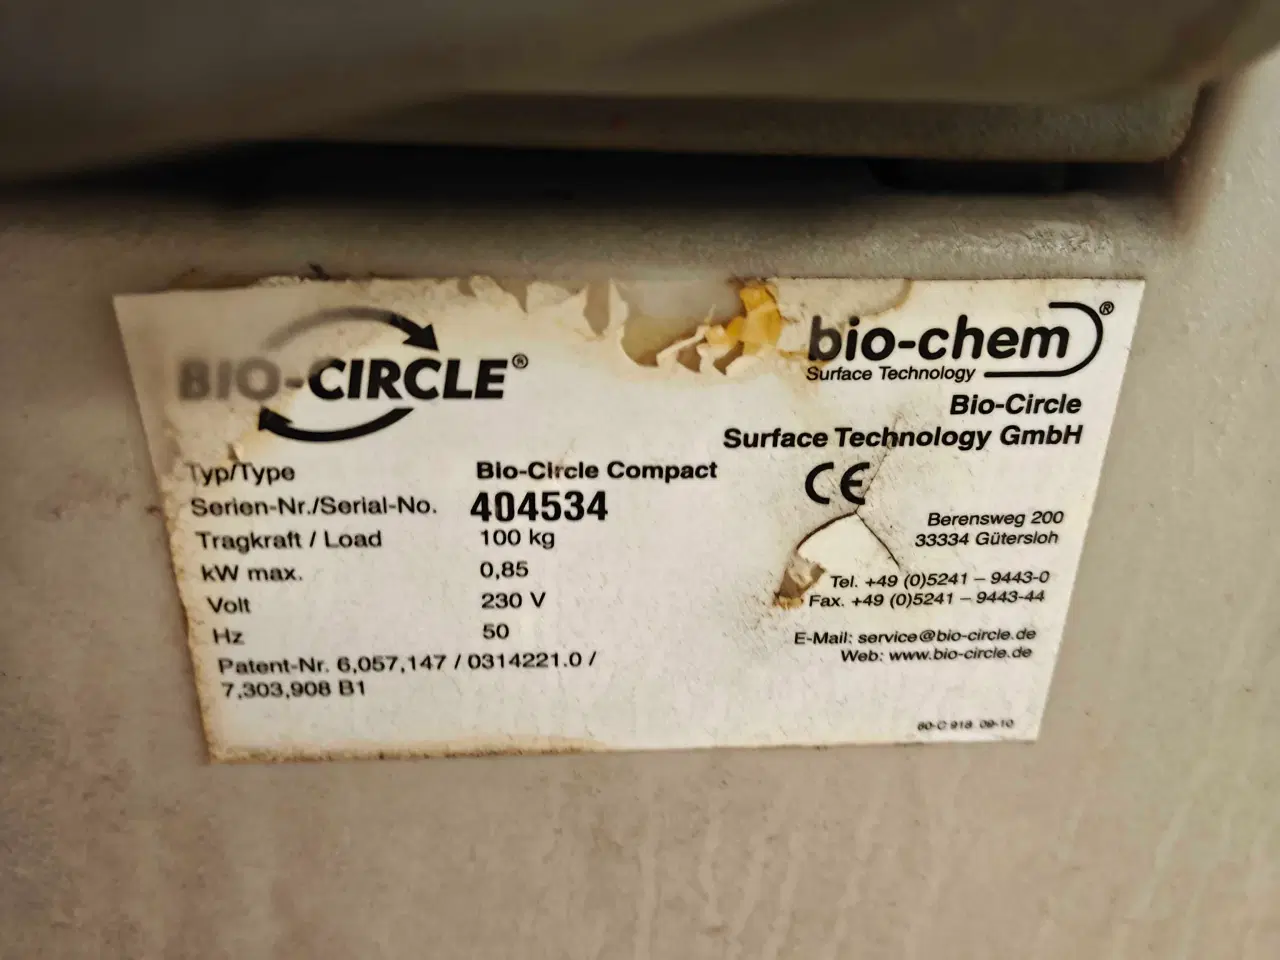 BIO-CIRCLE®
bio-chem®
Surface Technology
Bio-Circle
Surface Technology GmbH
CE
Typ/Type Bio-Circle Compact
Serien-Nr./Serial-No. 404534
Tragkraft / Load 100 kg
kW max. 0,85
Volt 230 V
Hz 50
Patent-Nr. 6,057,147 / 0314221.0 /
7,303,908 B1
Berensweg 200
33334 Gütersloh
Tel. +49 (0)5241 – 9443-0
Fax. +49 (0)5241 – 9443-44
E-Mail: service@bio-circle.de
Web: www.bio-circle.de
60-C 918 09-10